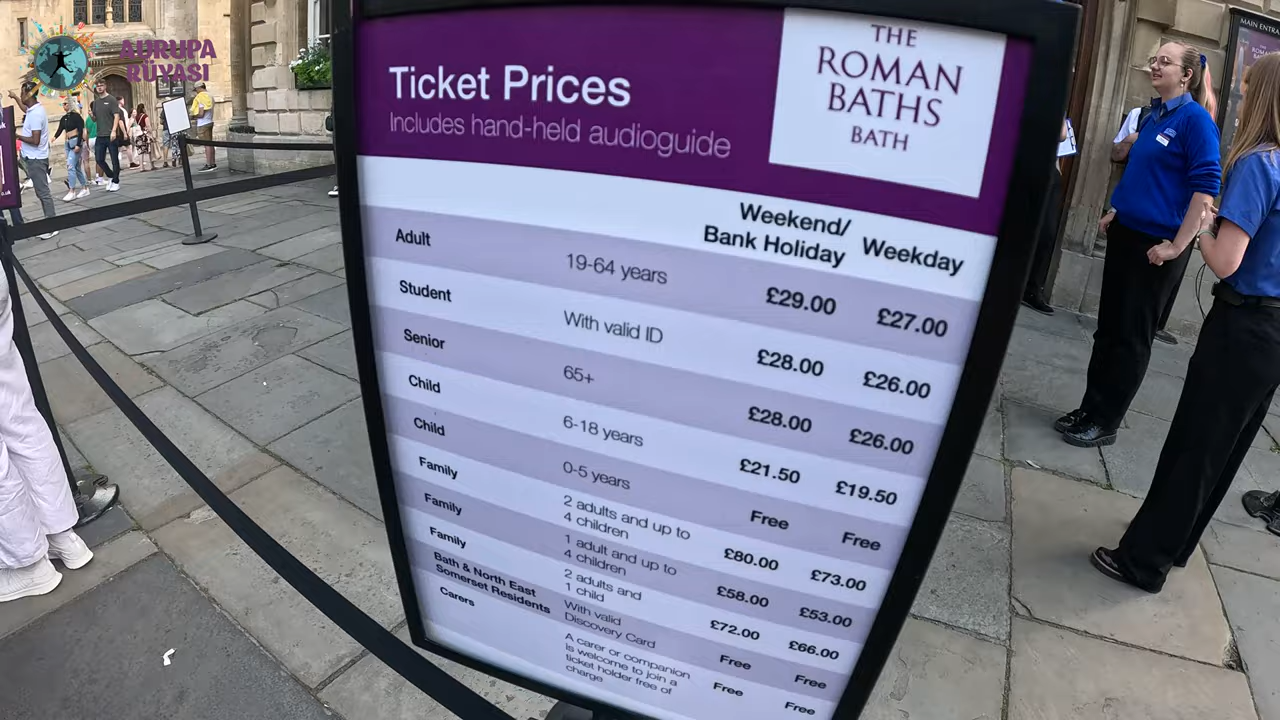 AURUPA
RÜYASI
Ticket Prices
Includes hand-held audioguide
THE
ROMAN
BATHS
BATH
MAIN ENTRA
Weekend/
Bank Holiday Weekday
Adult 19-64 years £29.00 £27.00
Student With valid ID £28.00 £26.00
Senior 65+ £28.00 £26.00
Child 6-18 years £21.50 £19.50
Child 0-5 years Free Free
Family 2 adults and up to
4 children £80.00 £73.00
Family 1 adult and up to
4 children £58.00 £53.00
Family 2 adults and
1 child £72.00 £66.00
Bath & North East
Somerset Residents With valid
Discovery Card Free Free
Carers A carer or companion
is welcome to join a
ticket holder free of
charge Free Free